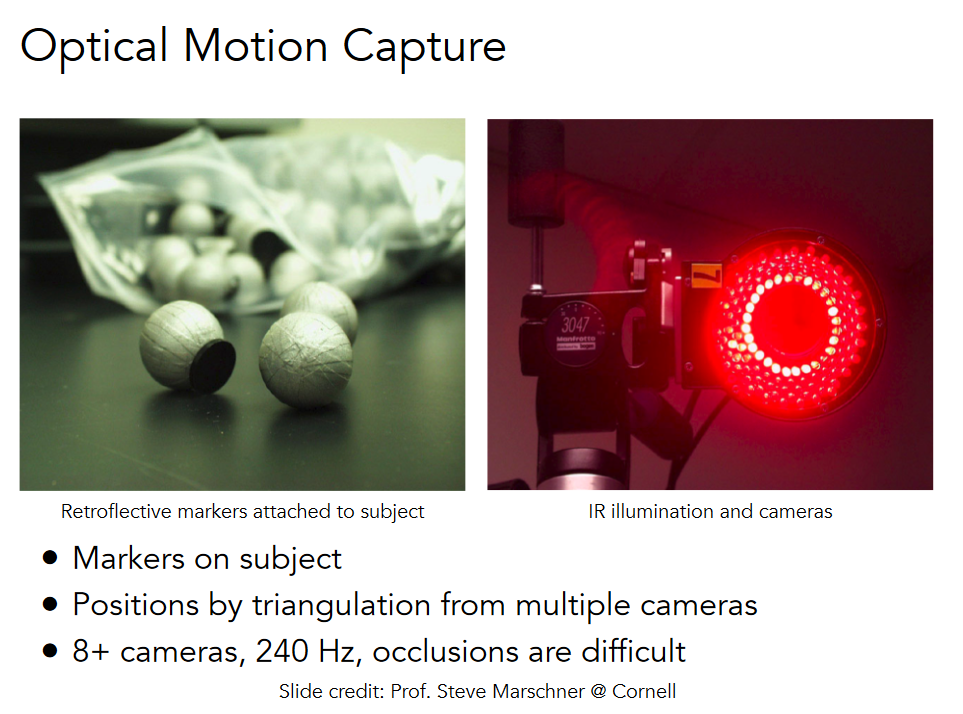 Optical Motion Capture
3047
Manfrotto
Retroflective markers attached to subject
IR illumination and cameras
● Markers on subject
● Positions by triangulation from multiple cameras
● 8+ cameras, 240 Hz, occlusions are difficult
Slide credit: Prof. Steve Marschner @ Cornell